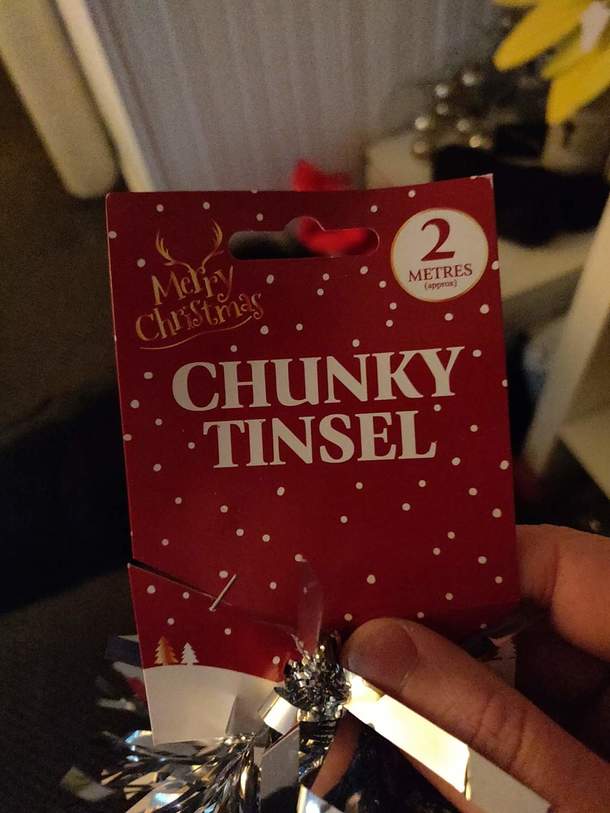 Merry
Christmas
2
METRES
(approx)
CHUNKY
TINSEL